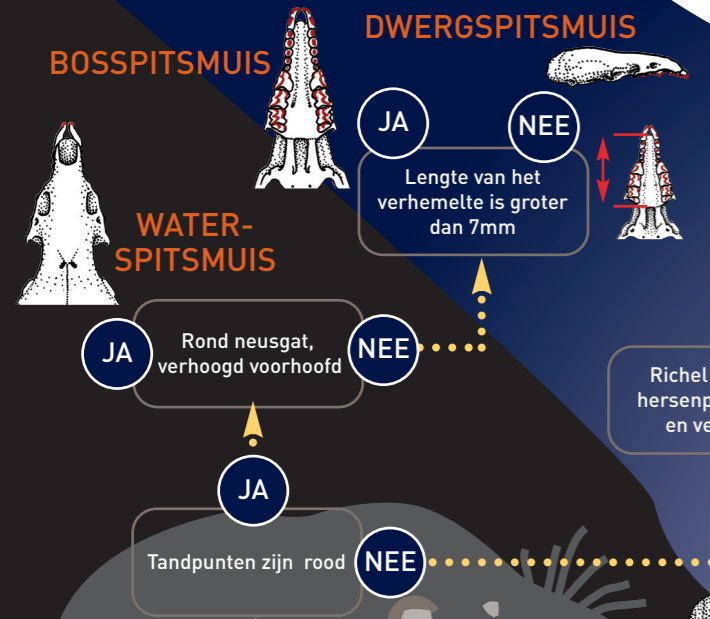 DWERGSPITSMUIS
BOSSPITSMUIS
JA
NEE
Lengte van het
verhemelte is groter
dan 7mm
WATER-
SPITSMUIS
JA
Rond neusgat,
verhoogd voorhoofd
NEE
Richel
hersenp
en ve
JA
Tandpunten zijn rood
NEE